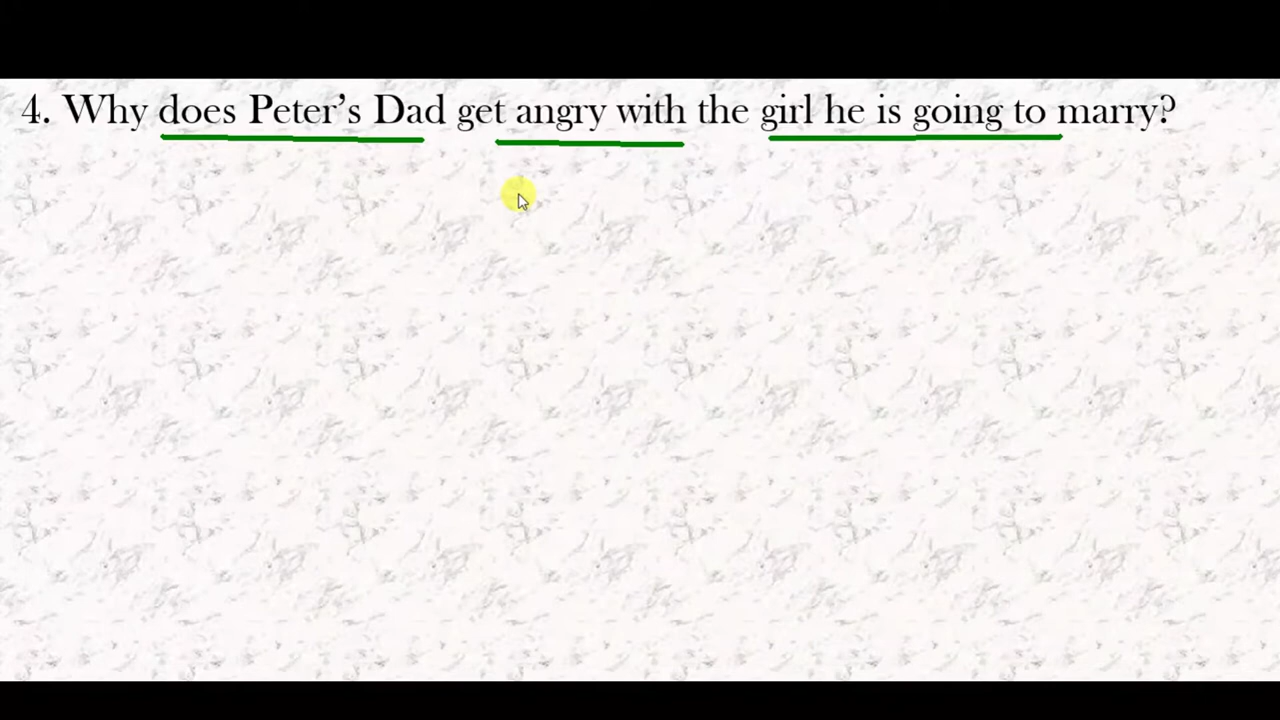 4. Why does Peter’s Dad get angry with the girl he is going to marry?